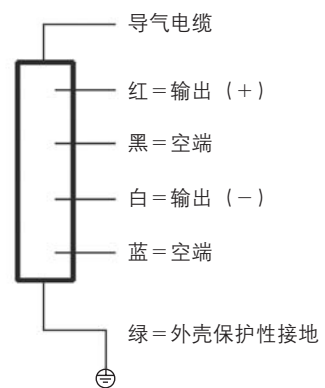 导气电缆
红＝输出（＋）
黑＝空端
白＝输出（－）
蓝＝空端
绿＝外壳保护性接地